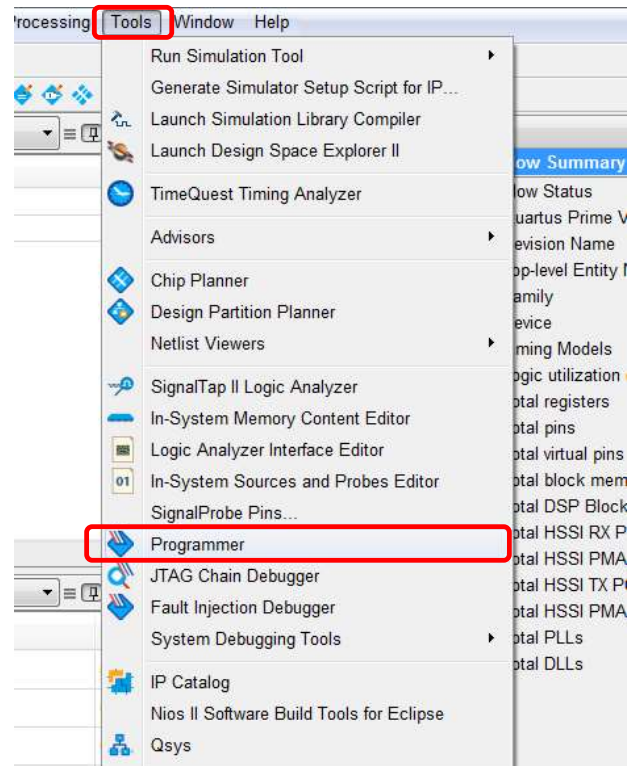 Processing Tools Window Help
Run Simulation Tool
Generate Simulator Setup Script for IP...
Launch Simulation Library Compiler
Launch Design Space Explorer II
TimeQuest Timing Analyzer
Advisors
Chip Planner
Design Partition Planner
Netlist Viewers
SignalTap II Logic Analyzer
In-System Memory Content Editor
Logic Analyzer Interface Editor
01
In-System Sources and Probes Editor
SignalProbe Pins...
Programmer
JTAG Chain Debugger
Fault Injection Debugger
System Debugging Tools
IP Catalog
Nios II Software Build Tools for Eclipse
Qsys
ow Summary
low Status
uartus Prime V
evision Name
op-level Entity N
amily
evice
ming Models
ogic utilization
otal registers
otal pins
otal virtual pins
otal block mem
otal DSP Block
otal HSSI RX P
otal HSSI PMA
otal HSSI TX P
otal HSSI PMA
otal PLLs
otal DLLs